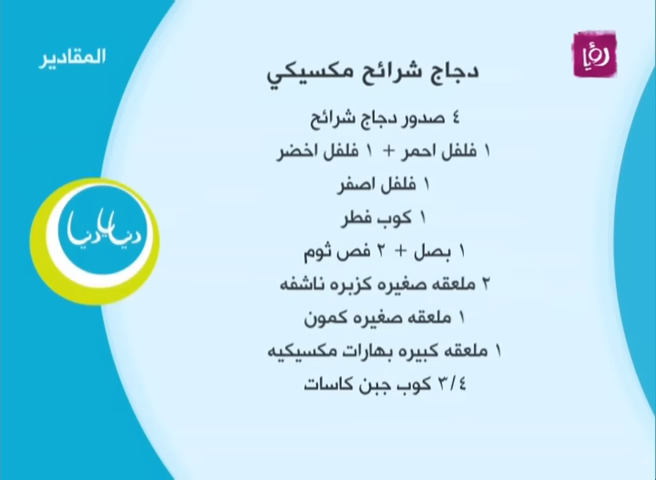 المقادير
رؤيا
دجاج شرائح مكسيكي
٤ صدور دجاج شرائح
١ فلفل احمر + ١ فلفل اخضر
١ فلفل اصفر
١ كوب فطر
١ بصل + ٢ فص ثوم
٢ ملعقه صغيره كزبره ناشفه
١ ملعقه صغيره كمون
١ ملعقه كبيره بهارات مكسيكيه
٣/٤ كوب جبن كاسات
دنيا يا دنيا